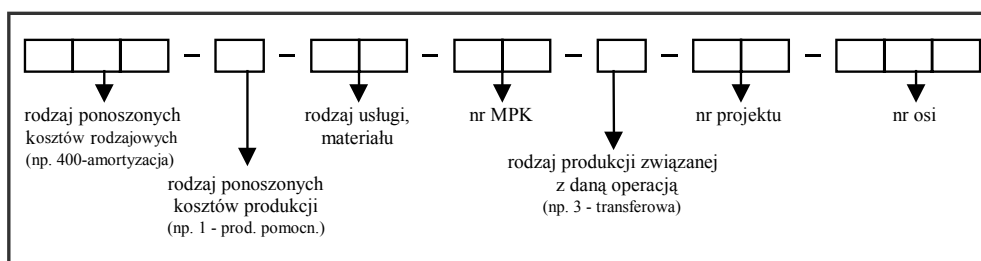 rodzaj ponoszonych
kosztów rodzajowych
(np. 400-amortyzacja)
rodzaj ponoszonych
kosztów produkcji
(np. 1 - prod. pomocn.)
rodzaj usługi,
materiału
nr MPK
rodzaj produkcji związanej
z daną operacją
(np. 3 - transferowa)
nr projektu
nr osi